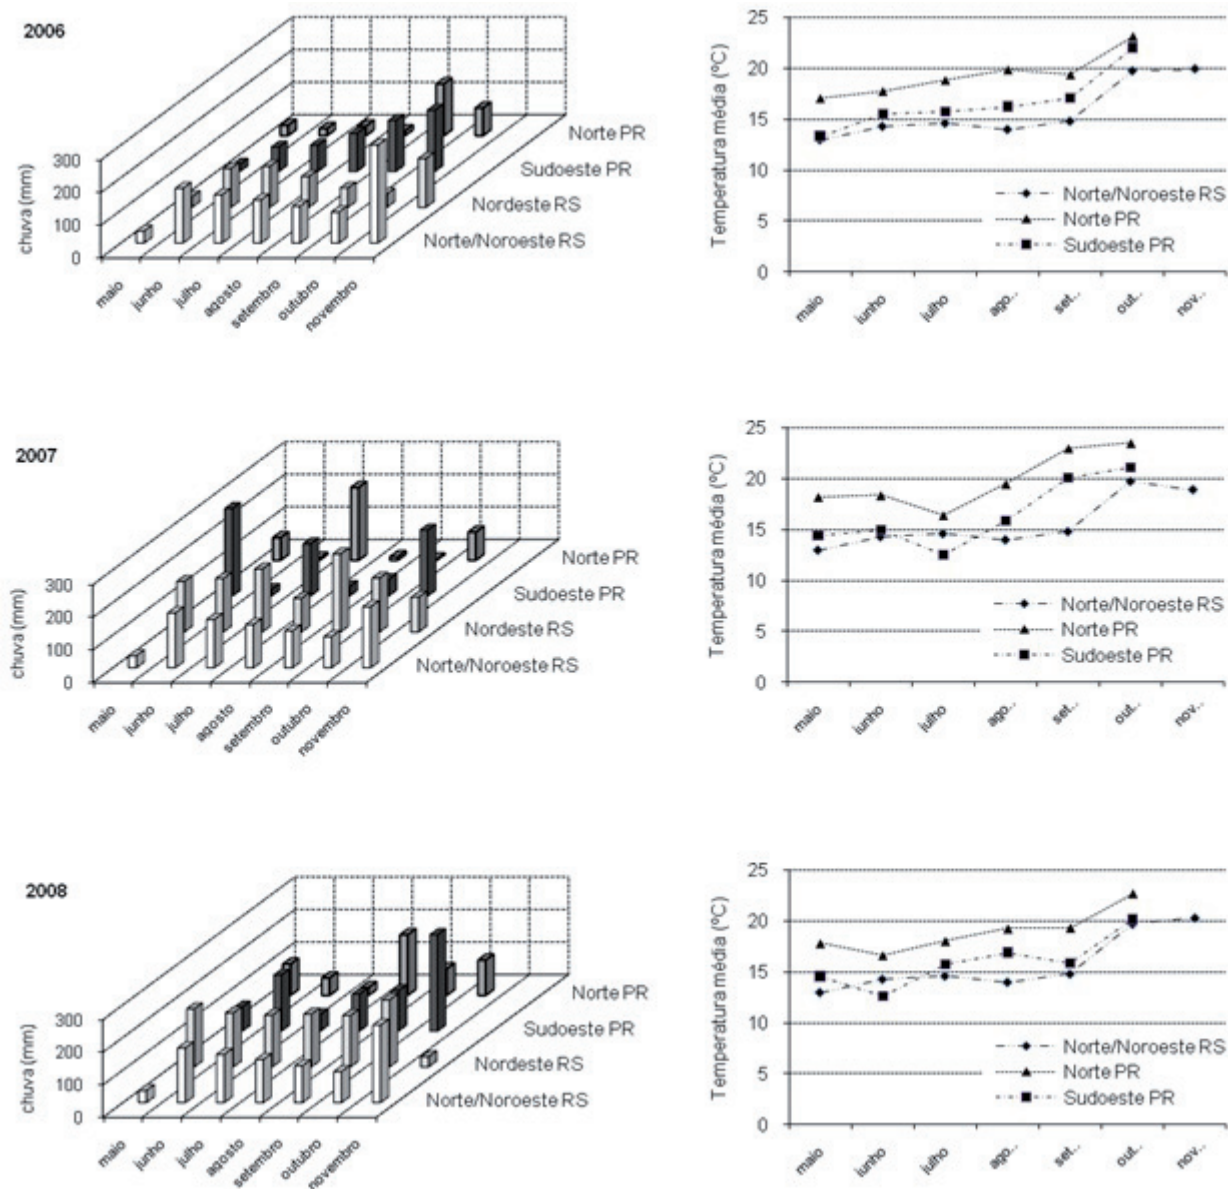 2006
chuva (mm)
300
200
100
0
maio
junho
julho
agosto
setembro
outubro
novembro
Norte PR
Sudoeste PR
Nordeste RS
Norte/Noroeste RS
Temperatura média (ºC)
25
20
15
10
5
0
Norte/Noroeste RS
Norte PR
Sudoeste PR
maio
junho
julho
ago..
set..
out..
nov..
2007
chuva (mm)
300
200
100
0
maio
junho
julho
agosto
setembro
outubro
novembro
Norte PR
Sudoeste PR
Nordeste RS
Norte/Noroeste RS
Temperatura média (ºC)
25
20
15
10
5
0
Norte/Noroeste RS
Norte PR
Sudoeste PR
maio
junho
julho
ago..
set..
out..
nov..
2008
chuva (mm)
300
200
100
0
maio
junho
julho
agosto
setembro
outubro
novembro
Norte PR
Sudoeste PR
Nordeste RS
Norte/Noroeste RS
Temperatura média (ºC)
25
20
15
10
5
0
Norte/Noroeste RS
Norte PR
Sudoeste PR
maio
junho
julho
ago..
set..
out..
nov..